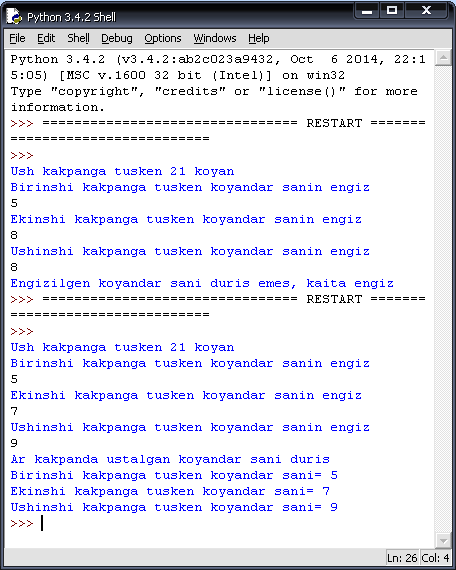 Python 3.4.2 Shell
File Edit Shell Debug Options Windows Help
Python 3.4.2 (v3.4.2:ab2c023a9432, Oct  6 2014, 22:1
5:05) [MSC v.1600 32 bit (Intel)] on win32
Type "copyright", "credits" or "license()" for more
information.
>>> ================================ RESTART =======
=========================
>>>
Ush kakpanga tusken 21 koyan
Birinshi kakpanga tusken koyandar sanin engiz
5
Ekinshi kakpanga tusken koyandar sanin engiz
8
Ushinshi kakpanga tusken koyandar sanin engiz
8
Engizilgen koyandar sani duris emes, kaita engiz
>>> ================================ RESTART =======
=========================
>>>
Ush kakpanga tusken 21 koyan
Birinshi kakpanga tusken koyandar sanin engiz
5
Ekinshi kakpanga tusken koyandar sanin engiz
7
Ushinshi kakpanga tusken koyandar sanin engiz
9
Ar kakpanda ustalgan koyandar sani duris
Birinshi kakpanga tusken koyandar sani= 5
Ekinshi kakpanga tusken koyandar sani= 7
Ushinshi kakpanga tusken koyandar sani= 9
>>>
Ln: 26 Col: 4